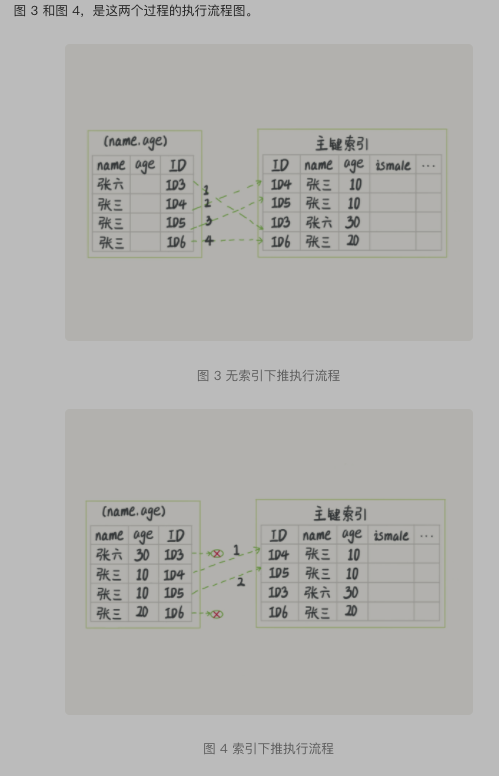 图 3 和图 4，是这两个过程的执行流程图。
(name.age)
name age ID
张六 ID3
张三 ID4
张三 ID5
张三 ID6
1
2
3
4
主键索引
ID name age ismale ...
ID4 张三 10
ID5 张三 10
ID3 张六 30
ID6 张三 20
图 3 无索引下推执行流程
(name.age)
name age ID
张六 30 ID3
张三 10 ID4
张三 10 ID5
张三 20 ID6
1
2
主键索引
ID name age ismale ...
ID4 张三 10
ID5 张三 10
ID3 张六 30
ID6 张三 20
图 4 索引下推执行流程